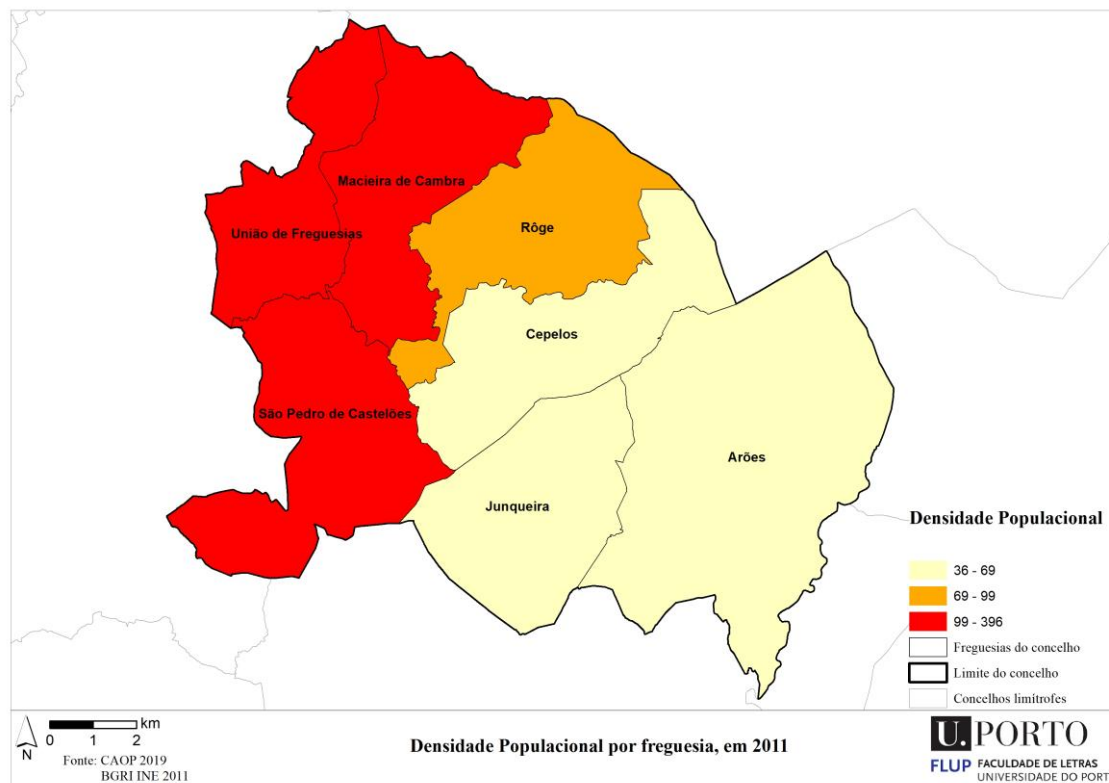 Macieira de Cambra
Rôge
União de Freguesias
Cepelos
São Pedro de Castelões
Arões
Junqueira
Densidade Populacional
36 - 69
69 - 99
99 - 396
Freguesias do concelho
Limite do concelho
Concelhos limítrofes
N
km
0 1 2
Fonte: CAOP 2019
BGRI INE 2011
Densidade Populacional por freguesia, em 2011
U. PORTO
FLUP FACULDADE DE LETRAS
UNIVERSIDADE DO PORT